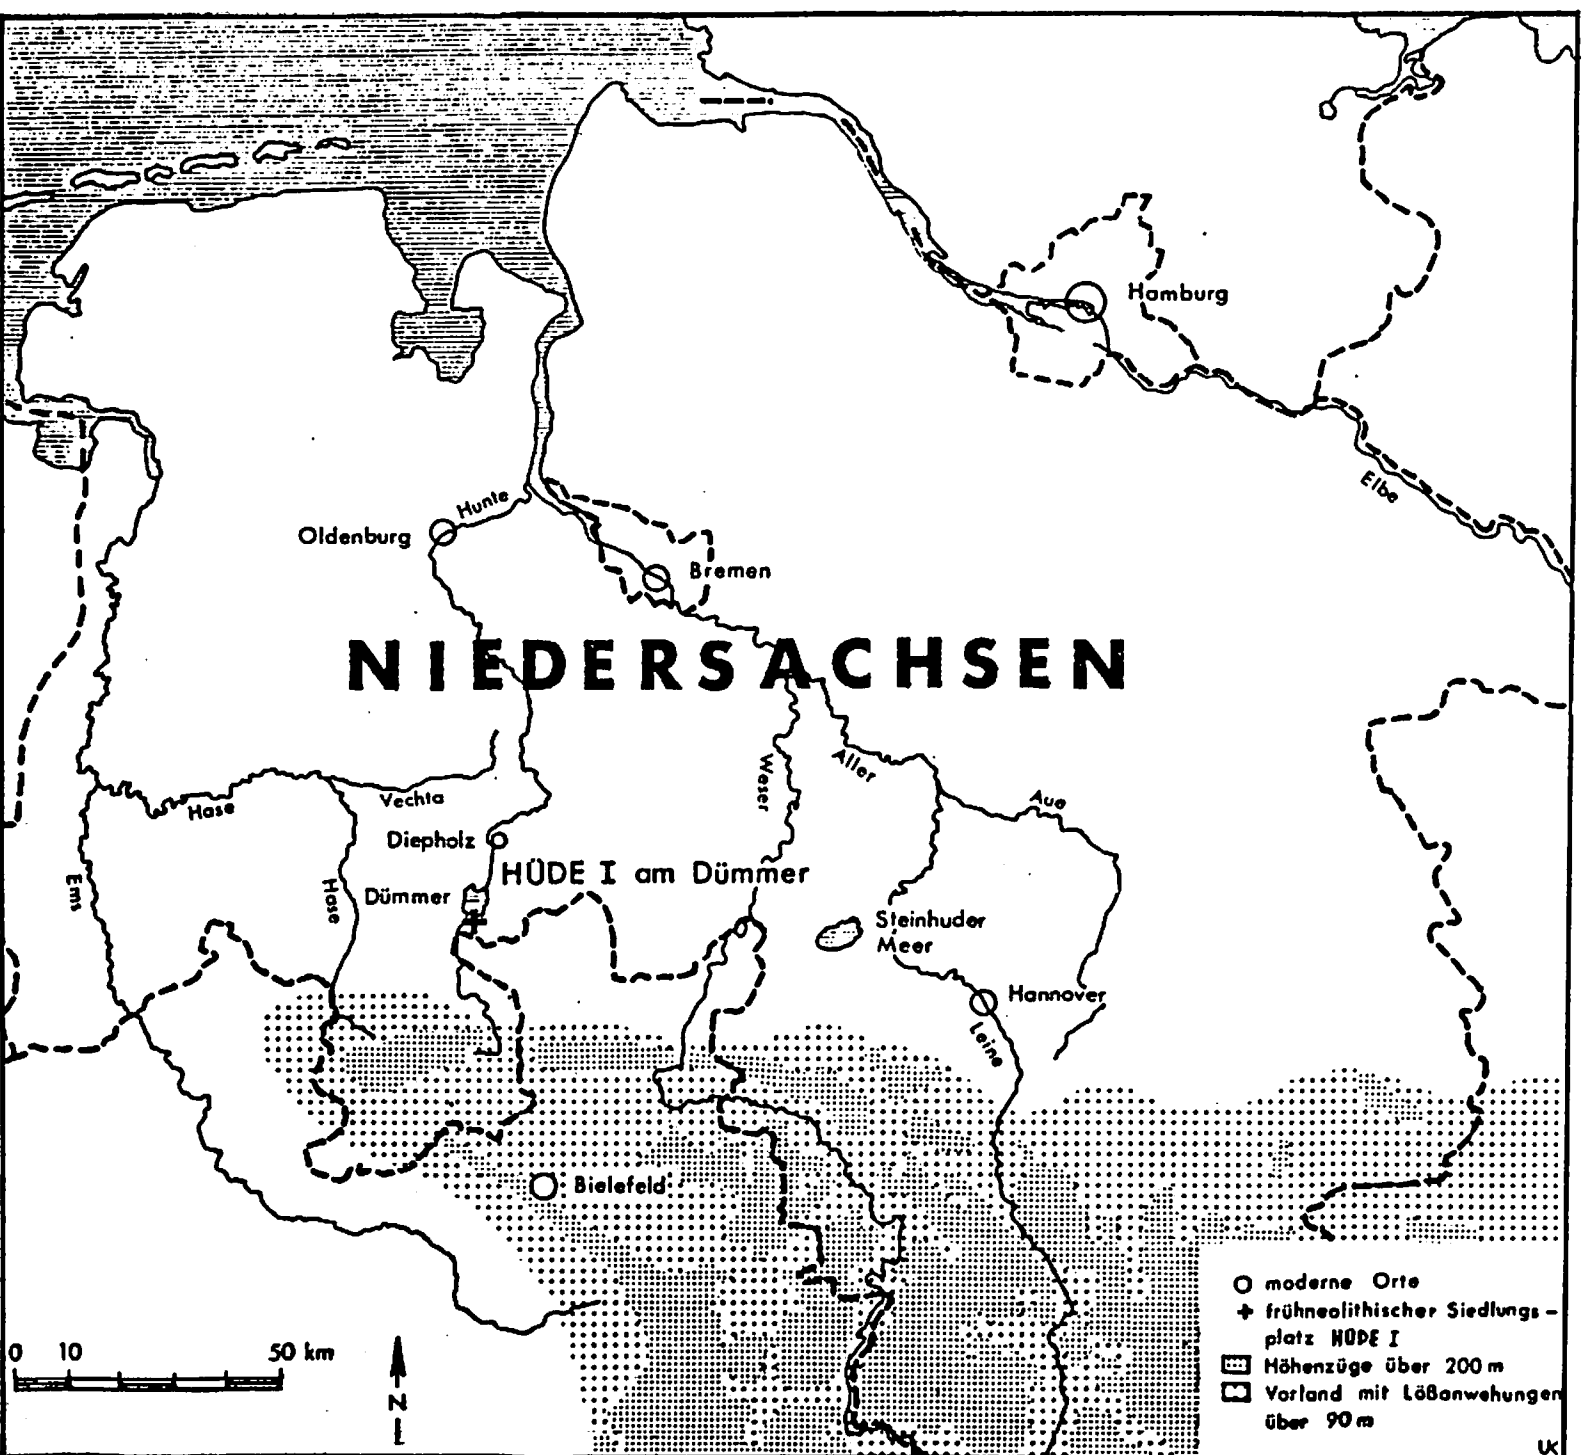 Hamburg
Elbe
Hunte
Oldenburg
Bremen
NIEDERSACHSEN
Weser
Aller
Aue
Hase
Vechta
Diepholz
HÜDE I am Dümmer
Ems
Hase
Dümmer
Steinhuder
Meer
Hannover
Leine
Bielefeld
O moderne Orte
+ frühneolithischer Siedlungs-
platz HÜDE I
Höhenzüge über 200 m
Vorland mit Lößanwehungen
über 90 m
0 10 50 km
N
UK